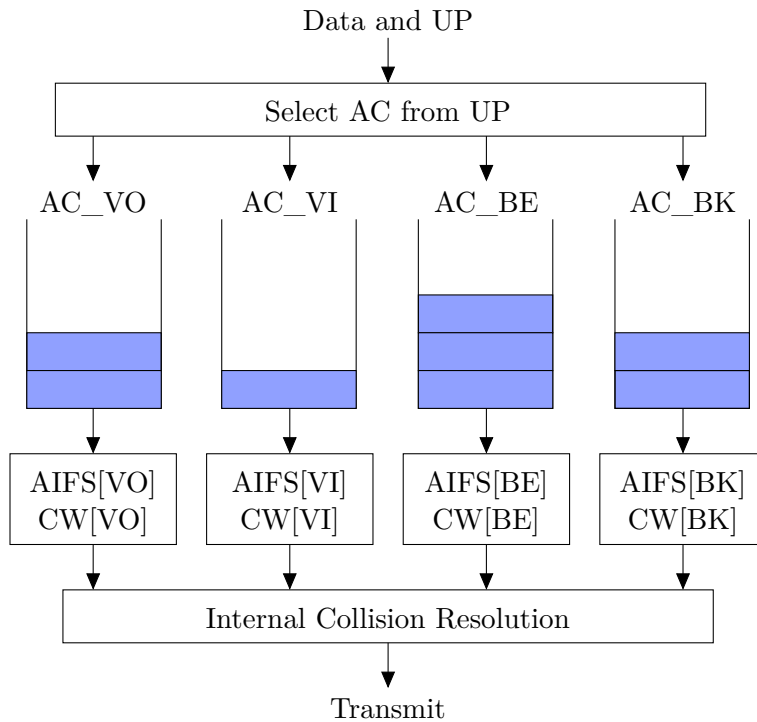 Data and UP
Select AC from UP
AC_VO
AC_VI
AC_BE
AC_BK
AIFS[VO]
CW[VO]
AIFS[VI]
CW[VI]
AIFS[BE]
CW[BE]
AIFS[BK]
CW[BK]
Internal Collision Resolution
Transmit